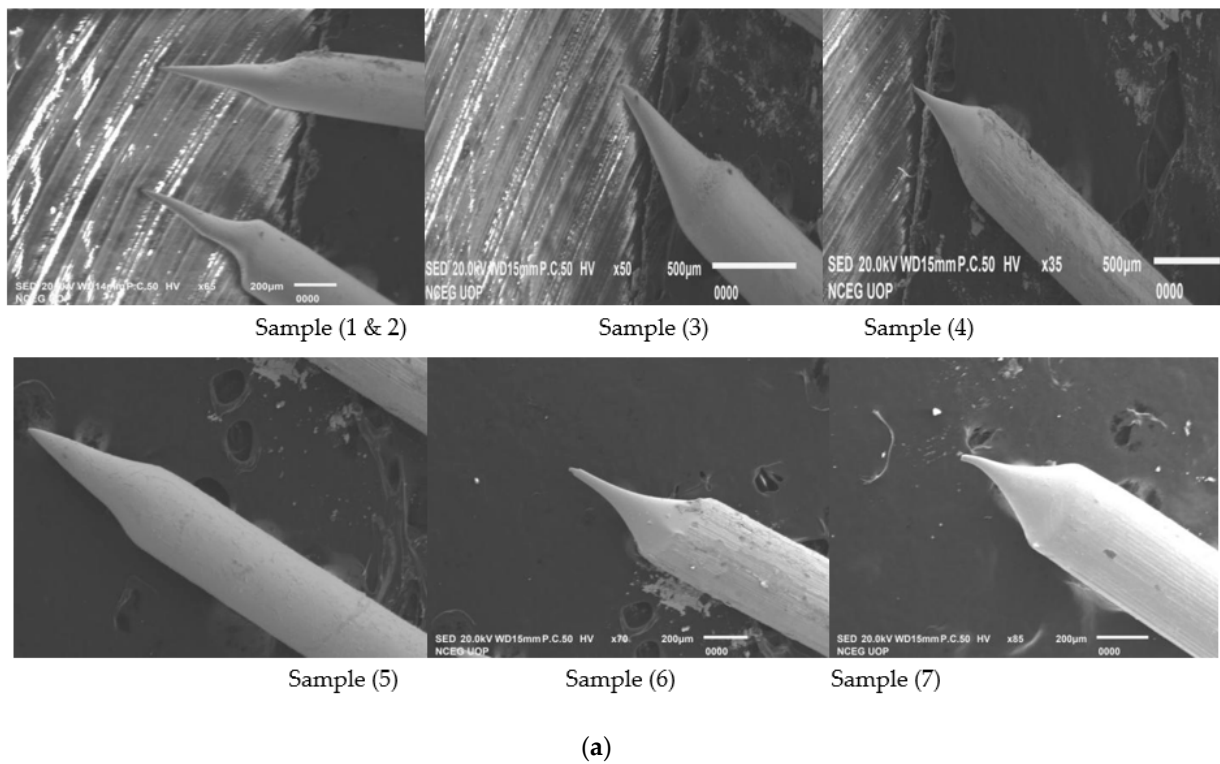 SED 20.0kV WD14mm P.C.50 HV x65 200µm
NCEG UOP 0000
SED 20.0kV WD15mm P.C.50 HV x50 500µm
NCEG UOP 0000
SED 20.0kV WD15mm P.C.50 HV x35 500µm
NCEG UOP 0000
Sample (1 & 2) Sample (3) Sample (4)
SED 20.0kV WD15mm P.C.50 HV x70 200µm
NCEG UOP 0000
SED 20.0kV WD15mm P.C.50 HV x85 200µm
NCEG UOP 0000
Sample (5) Sample (6) Sample (7)
(a)